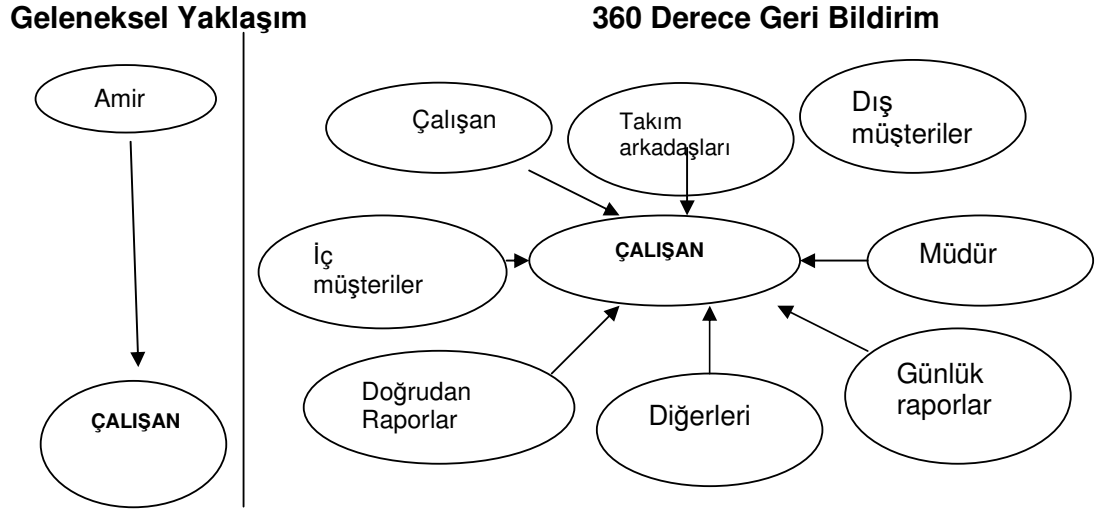 Geleneksel Yaklaşım
360 Derece Geri Bildirim
Amir
ÇALIŞAN
Çalışan
Takım
arkadaşları
Dış
müşteriler
İç
müşteriler
ÇALIŞAN
Müdür
Doğrudan
Raporlar
Diğerleri
Günlük
raporlar